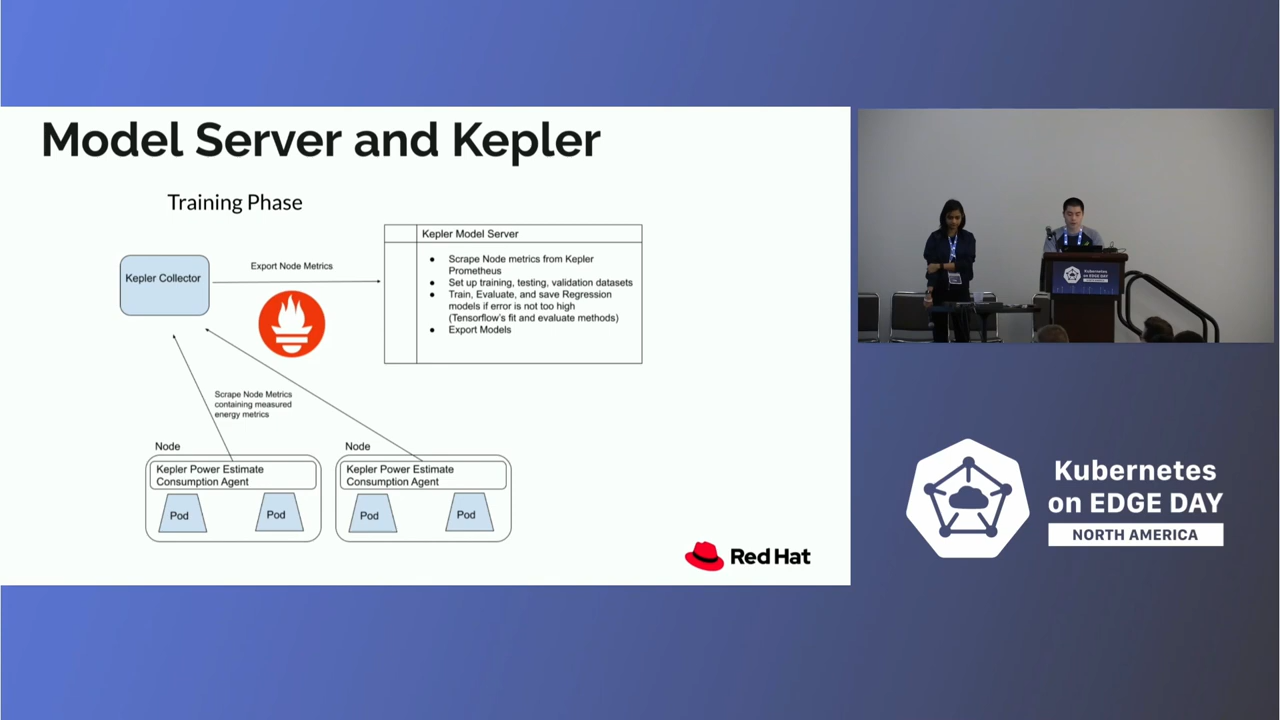 Model Server and Kepler
Training Phase
Kepler Collector
Export Node Metrics
Kepler Model Server
● Scrape Node metrics from Kepler
Prometheus
● Set up training, testing, validation datasets
● Train, Evaluate, and save Regression
models if error is not too high
(Tensorflow's fit and evaluate methods)
● Export Models
Scrape Node Metrics
containing measured
energy metrics
Node
Kepler Power Estimate
Consumption Agent
Pod
Pod
Node
Kepler Power Estimate
Consumption Agent
Pod
Pod
Red Hat
Kubernetes
on EDGE DAY
Kubernetes
on EDGE DAY
NORTH AMERICA